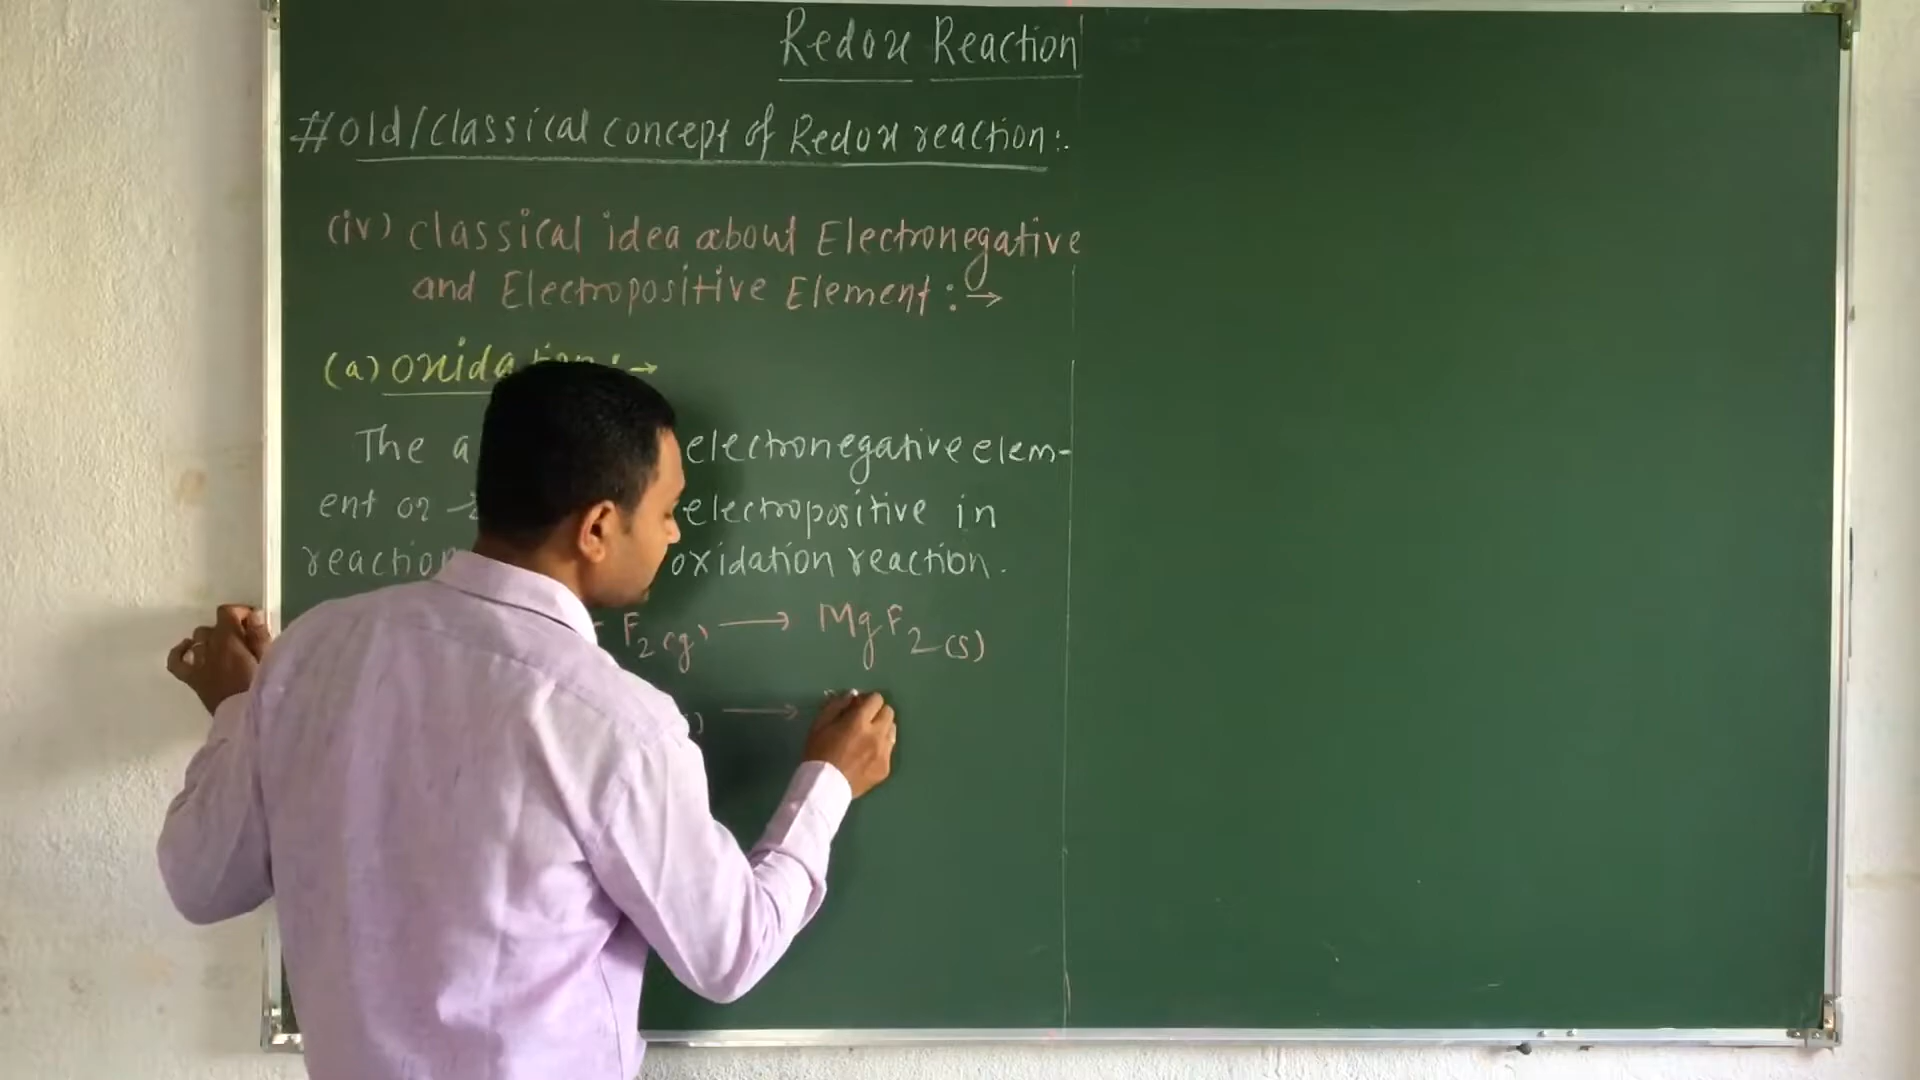 Redox Reaction
#Old/Classical concept of Redox reaction:.
(iv) Classical idea about Electronegative
and Electropositive Element :→
(a) Oxidation :→
The a electronegative elem-
ent or electropositive in
reaction oxidation reaction.
F2(g) → MgF2(s)
→